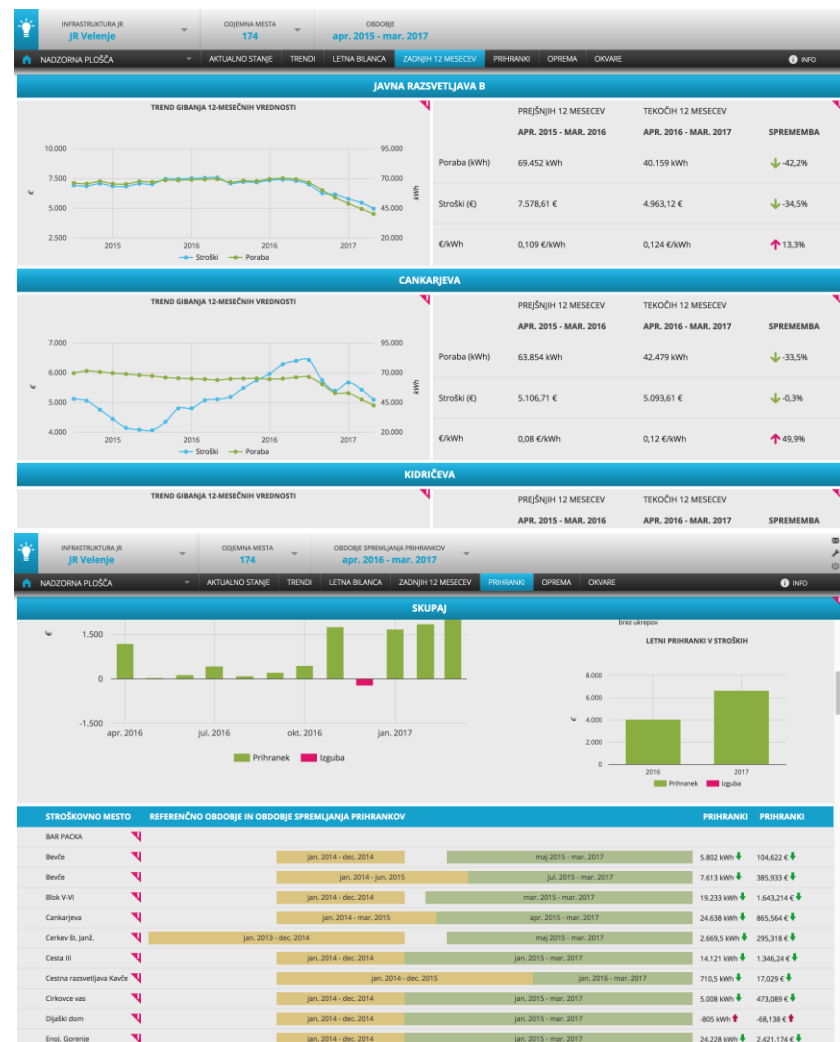 INFRASTRUKTURA JR
JR Velenje
ODJEMNA MESTA
174
OBDOBJE
apr. 2015 - mar. 2017
NADZORNA PLOŠČA
AKTUALNO STANJE
TRENDI
LETNA BILANCA
ZADNJIH 12 MESECEV
PRIHRANKI
OPREMA
OKVARE
INFO
JAVNA RAZSVETLJAVA B
TREND GIBANJA 12-MESEČNIH VREDNOSTI
10.000
7.500
5.000
2.500
€
95.000
70.000
45.000
20.000
kWh
2015
2016
2016
2017
Stroški
Poraba
PREJŠNJIH 12 MESECEV
TEKOČIH 12 MESECEV
APR. 2015 - MAR. 2016
APR. 2016 - MAR. 2017
SPREMEMBA
Poraba (kWh)
69.452 kWh
40.159 kWh
-42,2%
Stroški (€)
7.578,61 €
4.963,12 €
-34,5%
€/kWh
0,109 €/kWh
0,124 €/kWh
13,3%
CANKARJEVA
TREND GIBANJA 12-MESEČNIH VREDNOSTI
7.000
6.000
5.000
4.000
€
95.000
70.000
45.000
20.000
kWh
2015
2016
2016
2017
Stroški
Poraba
PREJŠNJIH 12 MESECEV
TEKOČIH 12 MESECEV
APR. 2015 - MAR. 2016
APR. 2016 - MAR. 2017
SPREMEMBA
Poraba (kWh)
63.854 kWh
42.479 kWh
-33,5%
Stroški (€)
5.106,71 €
5.093,61 €
-0,3%
€/kWh
0,08 €/kWh
0,12 €/kWh
49,9%
KIDRIČEVA
TREND GIBANJA 12-MESEČNIH VREDNOSTI
PREJŠNJIH 12 MESECEV
TEKOČIH 12 MESECEV
APR. 2015 - MAR. 2016
APR. 2016 - MAR. 2017
SPREMEMBA
INFRASTRUKTURA JR
JR Velenje
ODJEMNA MESTA
174
OBDOBJE SPREMLJANJA PRIHRANKOV
apr. 2016 - mar. 2017
NADZORNA PLOŠČA
AKTUALNO STANJE
TRENDI
LETNA BILANCA
ZADNJIH 12 MESECEV
PRIHRANKI
OPREMA
OKVARE
INFO
SKUPAJ
€
1.500
0
-1.500
apr. 2016
jul. 2016
okt. 2016
jan. 2017
Prihranek
Izguba
brez ukrepov
LETNI PRIHRANKI V STROŠKIH
8.000
6.000
4.000
2.000
0
€
2016
2017
Prihranek
Izguba
STROŠKOVNO MESTO
REFERENČNO OBDOBJE IN OBDOBJE SPREMLJANJA PRIHRANKOV
PRIHRANKI
PRIHRANKI
BAR PACKA
Bevče
jan. 2014 - dec. 2014
maj 2015 - mar. 2017
5.802 kWh
104,622 €
Bevče
jan. 2014 - jun. 2015
jul. 2015 - mar. 2017
7.613 kWh
385,933 €
Blok V-VI
jan. 2014 - dec. 2014
mar. 2015 - mar. 2017
19.233 kWh
1.643,214 €
Cankarjeva
jan. 2014 - mar. 2015
apr. 2015 - mar. 2017
24.638 kWh
865,564 €
Cerkev št. Janž.
jan. 2013 - dec. 2014
maj 2015 - mar. 2017
2.669,5 kWh
295,318 €
Cesta III
jan. 2014 - dec. 2014
jan. 2015 - mar. 2017
14.121 kWh
1.346,24 €
Cestna razsvetljava Kavče
jan. 2014 - dec. 2015
jan. 2016 - mar. 2017
710,5 kWh
17,029 €
Cirkovce vas
jan. 2014 - dec. 2014
jan. 2015 - mar. 2017
5.008 kWh
473,089 €
Dijaški dom
jan. 2014 - dec. 2014
jan. 2015 - mar. 2017
-805 kWh
-68,138 €
Enoj. Gorenje
jan. 2014 - dec. 2014
jan. 2015 - mar. 2017
24.228 kWh
2.421,174 €